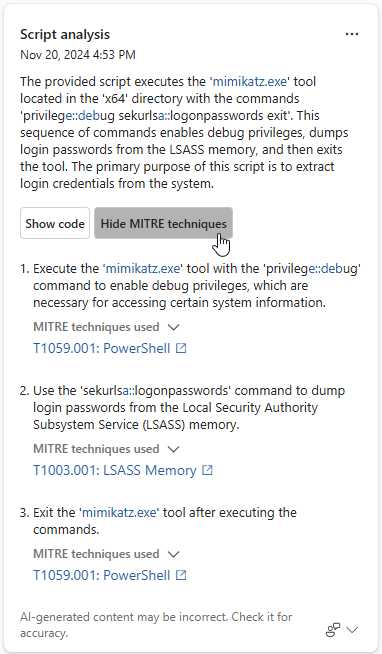 Script analysis
Nov 20, 2024 4:53 PM
The provided script executes the 'mimikatz.exe' tool
located in the 'x64' directory with the commands
'privilege::debug sekurlsa::logonpasswords exit'. This
sequence of commands enables debug privileges, dumps
login passwords from the LSASS memory, and then exits
the tool. The primary purpose of this script is to extract
login credentials from the system.
Show code
Hide MITRE techniques
1. Execute the 'mimikatz.exe' tool with the 'privilege::debug'
command to enable debug privileges, which are
necessary for accessing certain system information.
MITRE techniques used
T1059.001: PowerShell
2. Use the 'sekurlsa::logonpasswords' command to dump
login passwords from the Local Security Authority
Subsystem Service (LSASS) memory.
MITRE techniques used
T1003.001: LSASS Memory
3. Exit the 'mimikatz.exe' tool after executing the
commands.
MITRE techniques used
T1059.001: PowerShell
AI-generated content may be incorrect. Check it for
accuracy.